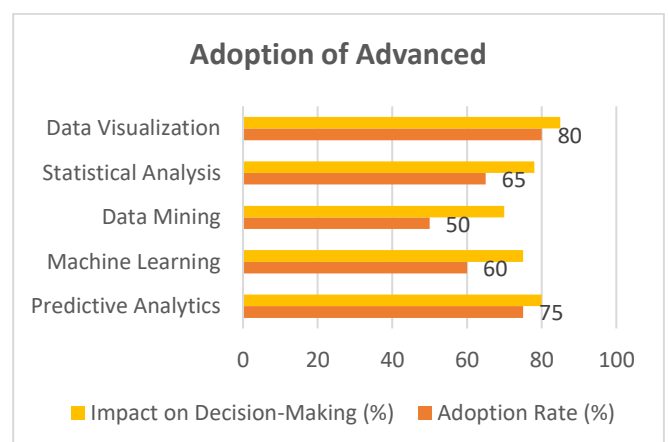 Adoption of Advanced
Data Visualization
80
Statistical Analysis
65
Data Mining
50
Machine Learning
60
Predictive Analytics
75
0 20 40 60 80 100
Impact on Decision-Making (%) Adoption Rate (%)